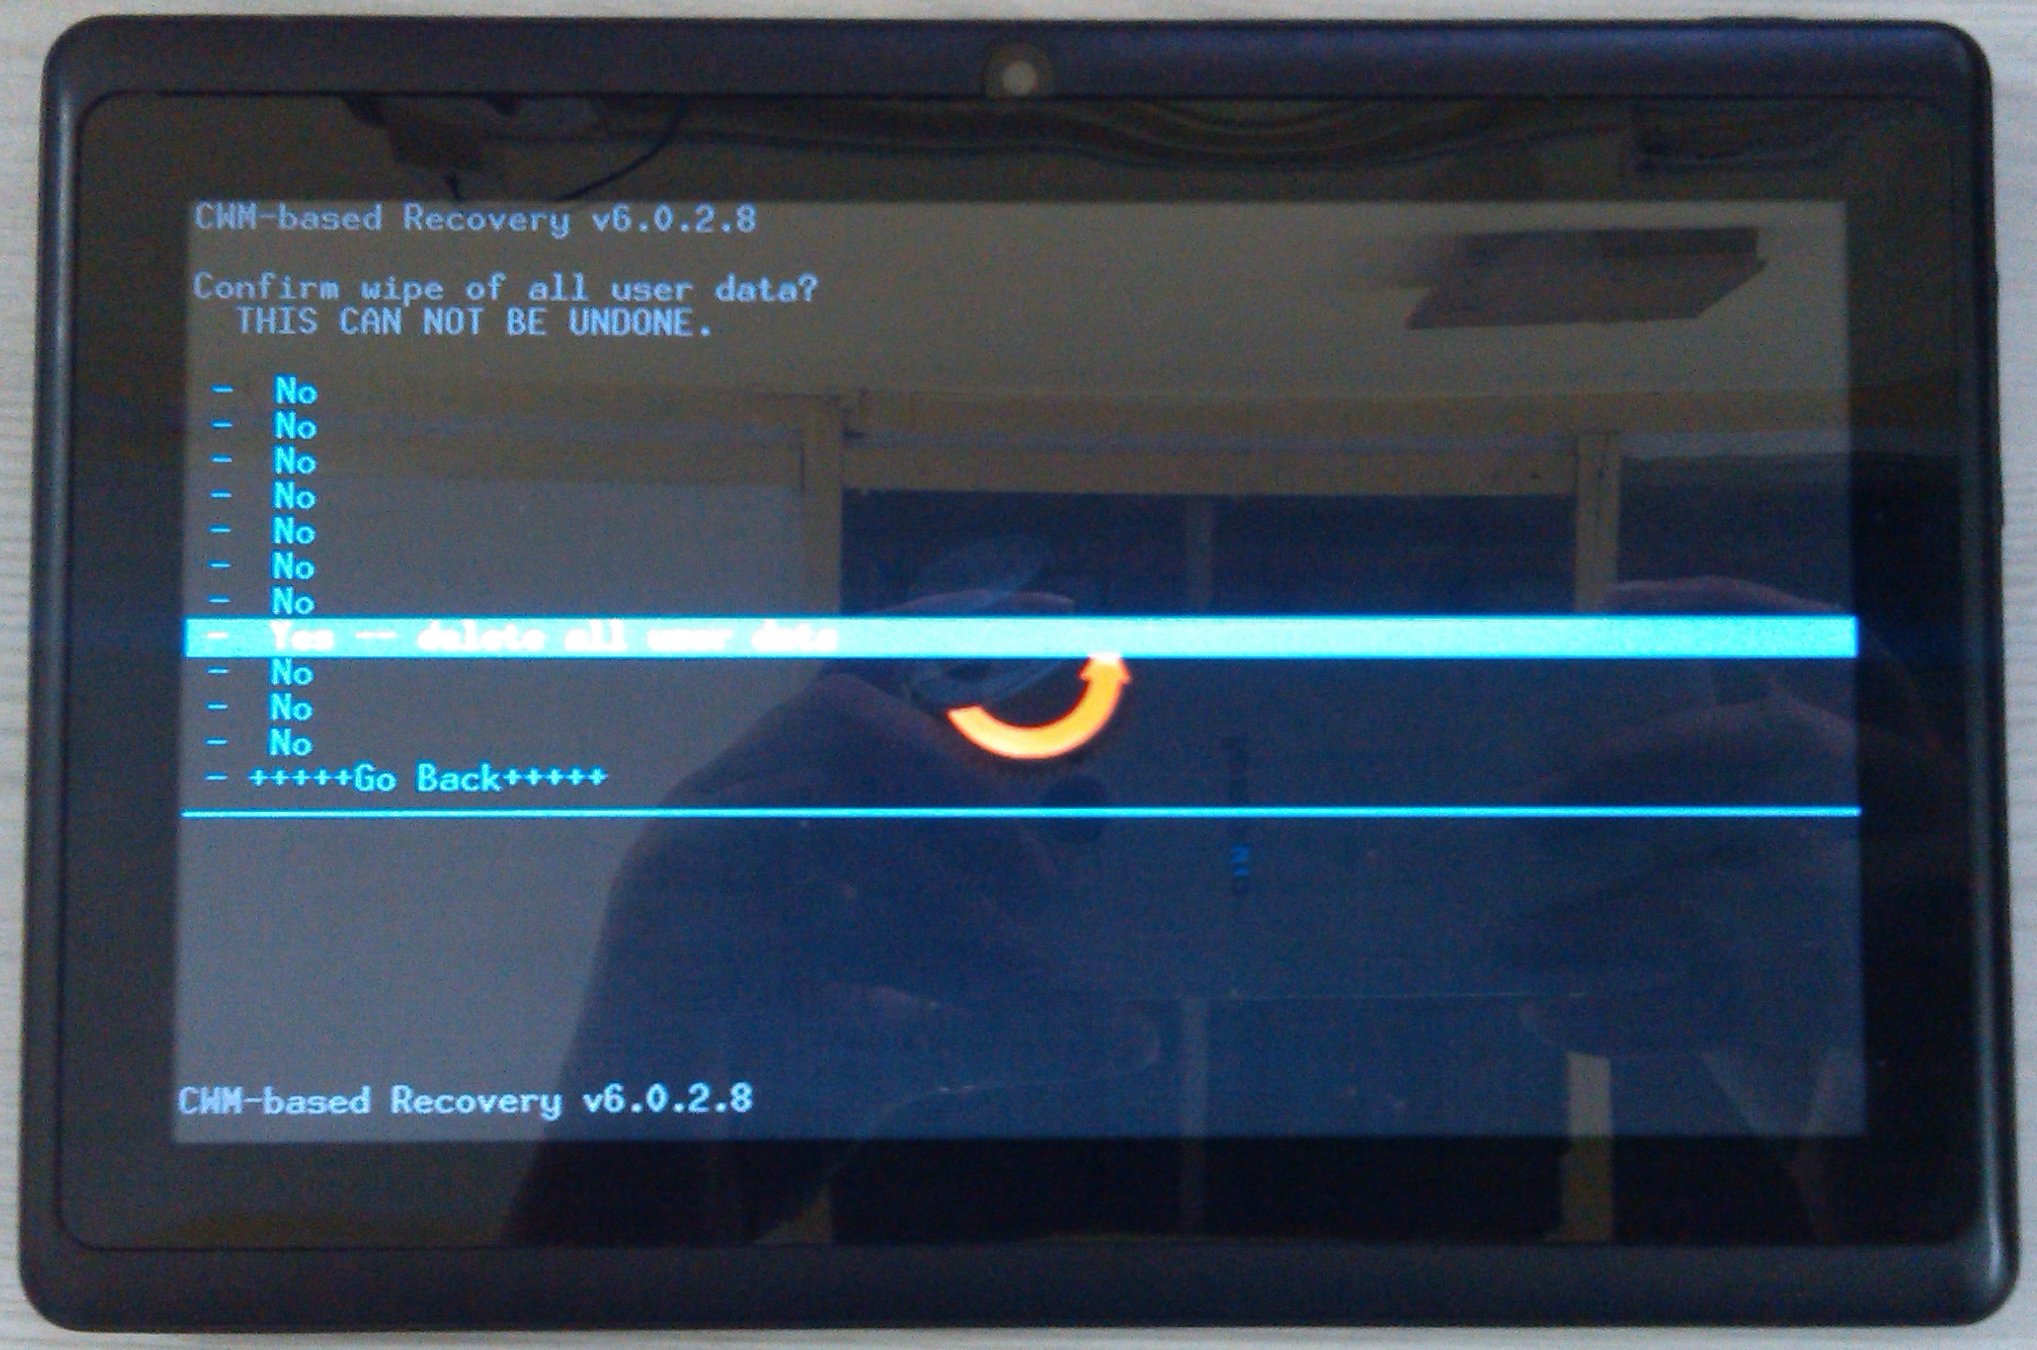 CWM-based Recovery v6.0.2.8
Confirm wipe of all user data?
THIS CAN NOT BE UNDONE.
- No
- No
- No
- No
- No
- No
- No
- Yes -- delete all user data
- No
- No
- No
- +++++Go Back+++++
CWM-based Recovery v6.0.2.8